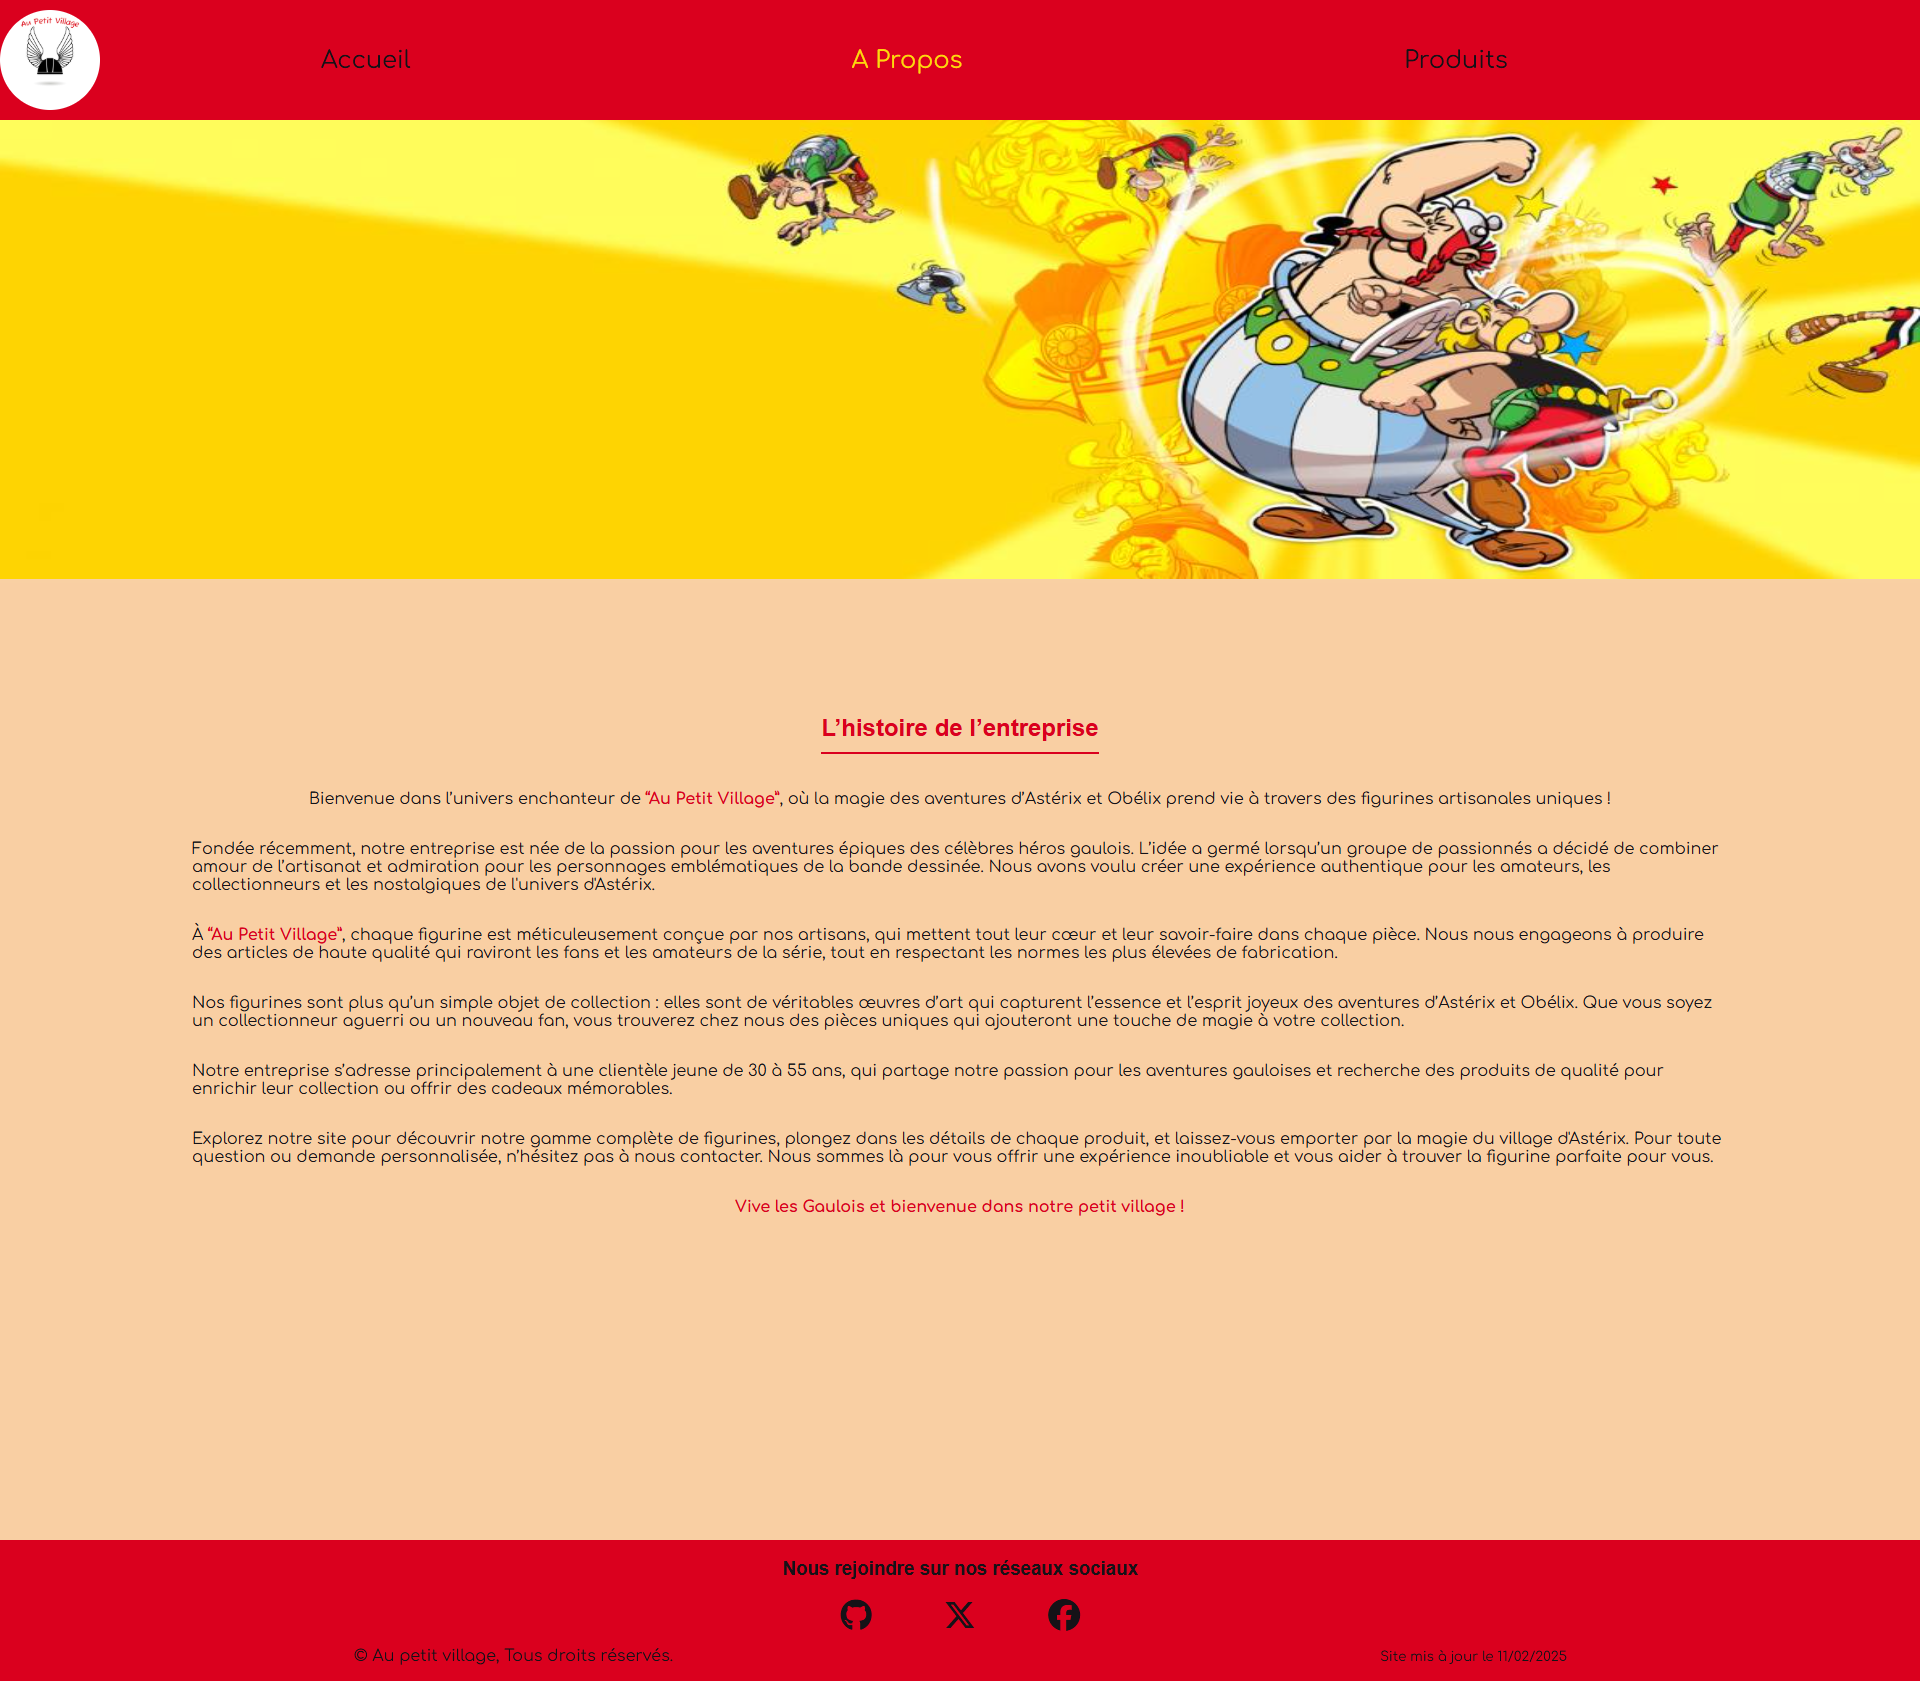 Au Petit Village
Accueil
A Propos
Produits
L’histoire de l’entreprise
Bienvenue dans l’univers enchanteur de “Au Petit Village”, où la magie des aventures d’Astérix et Obélix prend vie à travers des figurines artisanales uniques !
Fondée récemment, notre entreprise est née de la passion pour les aventures épiques des célèbres héros gaulois. L’idée a germé lorsqu’un groupe de passionnés a décidé de combiner
amour de l’artisanat et admiration pour les personnages emblématiques de la bande dessinée. Nous avons voulu créer une expérience authentique pour les amateurs, les
collectionneurs et les nostalgiques de l'univers d'Astérix.
À “Au Petit Village”, chaque figurine est méticuleusement conçue par nos artisans, qui mettent tout leur cœur et leur savoir-faire dans chaque pièce. Nous nous engageons à produire
des articles de haute qualité qui raviront les fans et les amateurs de la série, tout en respectant les normes les plus élevées de fabrication.
Nos figurines sont plus qu’un simple objet de collection : elles sont de véritables œuvres d’art qui capturent l’essence et l’esprit joyeux des aventures d’Astérix et Obélix. Que vous soyez
un collectionneur aguerri ou un nouveau fan, vous trouverez chez nous des pièces uniques qui ajouteront une touche de magie à votre collection.
Notre entreprise s’adresse principalement à une clientèle jeune de 30 à 55 ans, qui partage notre passion pour les aventures gauloises et recherche des produits de qualité pour
enrichir leur collection ou offrir des cadeaux mémorables.
Explorez notre site pour découvrir notre gamme complète de figurines, plongez dans les détails de chaque produit, et laissez-vous emporter par la magie du village d'Astérix. Pour toute
question ou demande personnalisée, n’hésitez pas à nous contacter. Nous sommes là pour vous offrir une expérience inoubliable et vous aider à trouver la figurine parfaite pour vous.
Vive les Gaulois et bienvenue dans notre petit village !
Nous rejoindre sur nos réseaux sociaux
© Au petit village, Tous droits réservés.
Site mis à jour le 11/02/2025